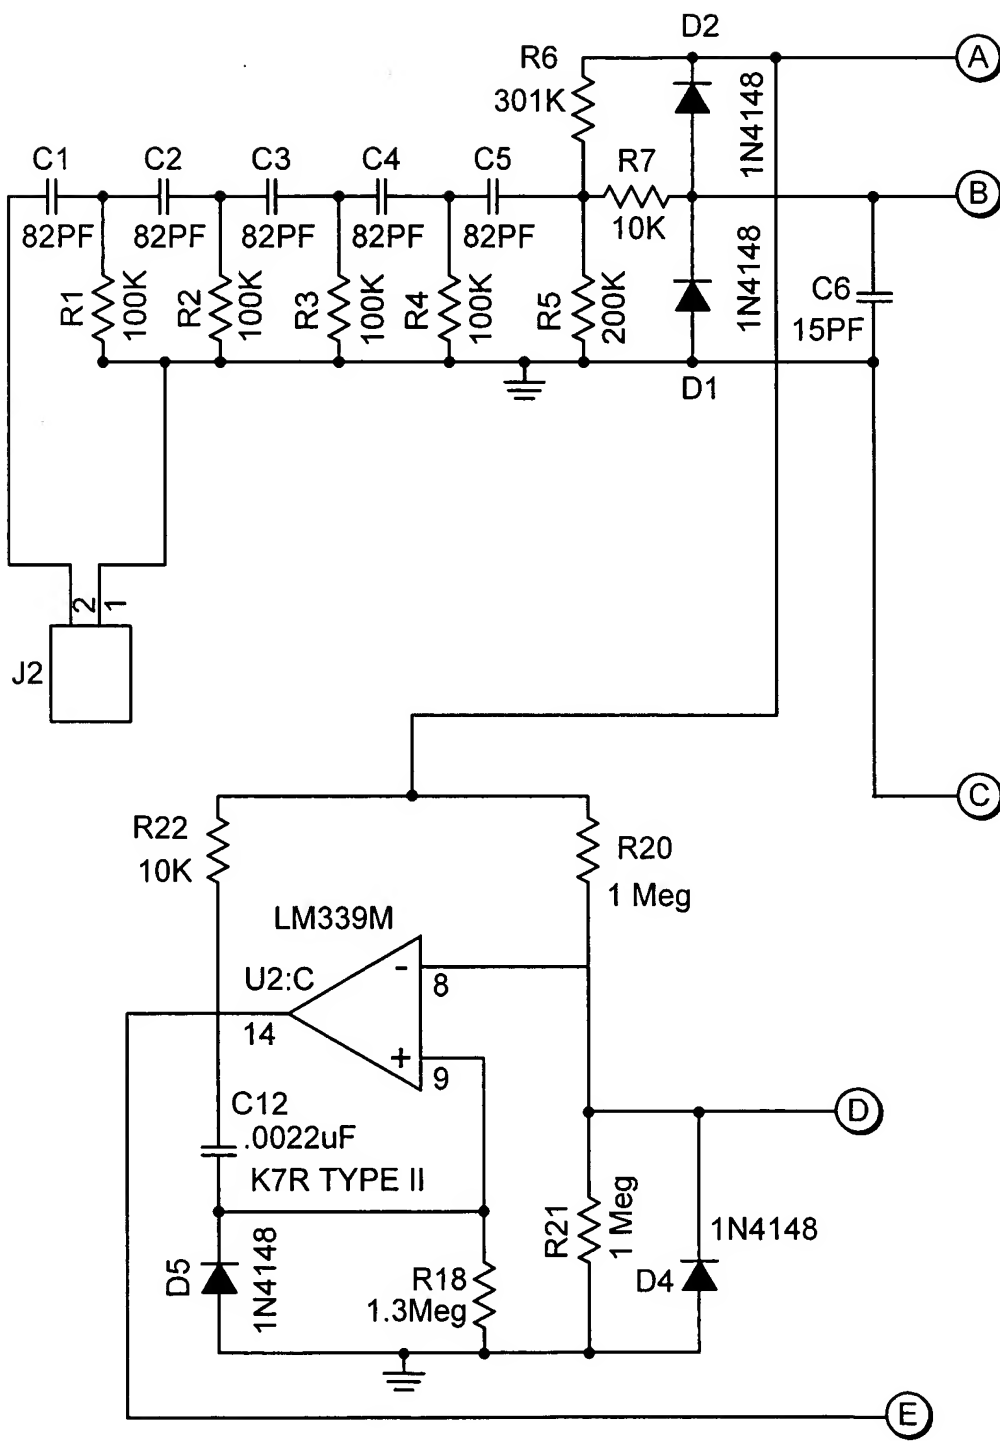 D2
A
R6
301K
1N4148
C1
C2
C3
C4
C5
R7
B
82PF
82PF
82PF
82PF
82PF
10K
R1
100K
R2
100K
R3
100K
R4
100K
R5
200K
1N4148
C6
15PF
D1
2
1
J2
C
R22
10K
R20
1 Meg
LM339M
U2:C
-
8
14
+
9
C12
.0022uF
D
K7R TYPE II
R21
1 Meg
1N4148
D5
1N4148
R18
1.3Meg
D4
E